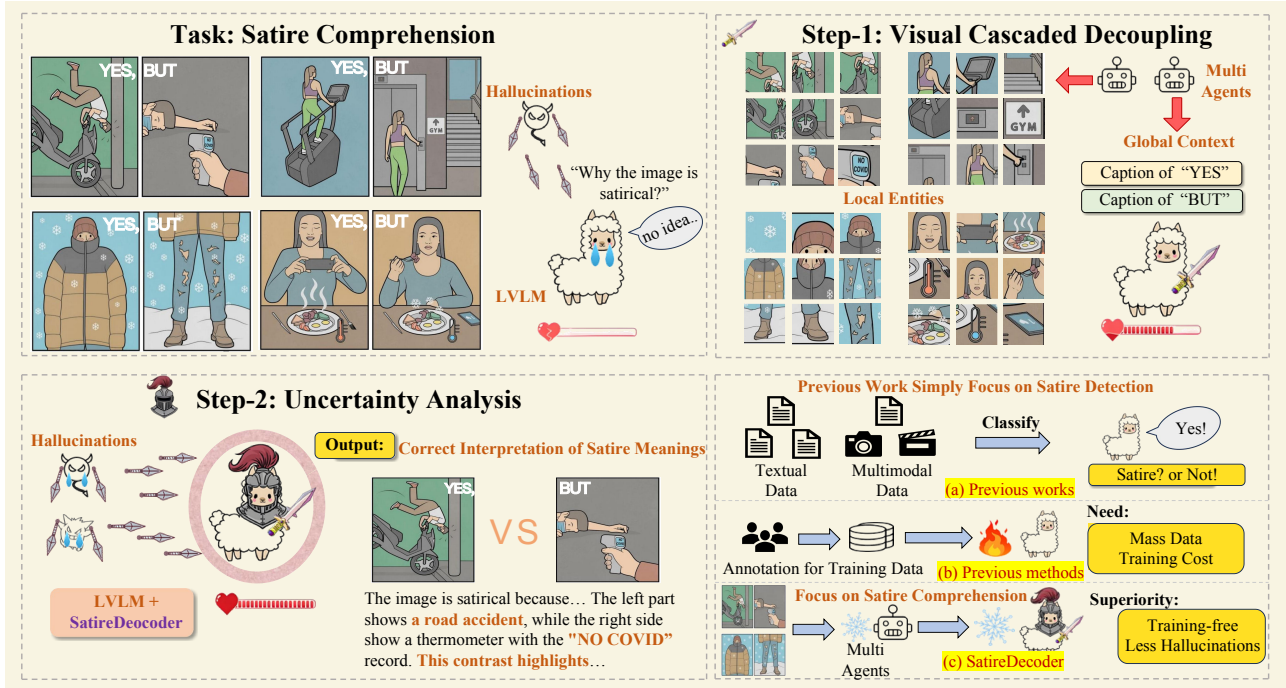 Task: Satire Comprehension
YES, BUT
YES, BUT
YES, BUT
YES, BUT
Hallucinations
“Why the image is
satirical?”
no idea..
LVLM
Step-1: Visual Cascaded Decoupling
GYM
NO
COVID
Local Entities
Multi
Agents
Global Context
Caption of “YES”
Caption of “BUT”
Step-2: Uncertainty Analysis
Hallucinations
LVLM +
SatireDeocoder
Output:
Correct Interpretation of Satire Meanings
YES,
VS
BUT
The image is satirical because… The left part
shows a road accident, while the right side
show a thermometer with the "NO COVID”
record. This contrast highlights…
Previous Work Simply Focus on Satire Detection
Textual
Data
Multimodal
Data
Classify
(a) Previous works
Yes!
Satire? or Not!
Annotation for Training Data
(b) Previous methods
Need:
Mass Data
Training Cost
Focus on Satire Comprehension
Multi
Agents
(c) SatireDecoder
Superiority:
Training-free
Less Hallucinations